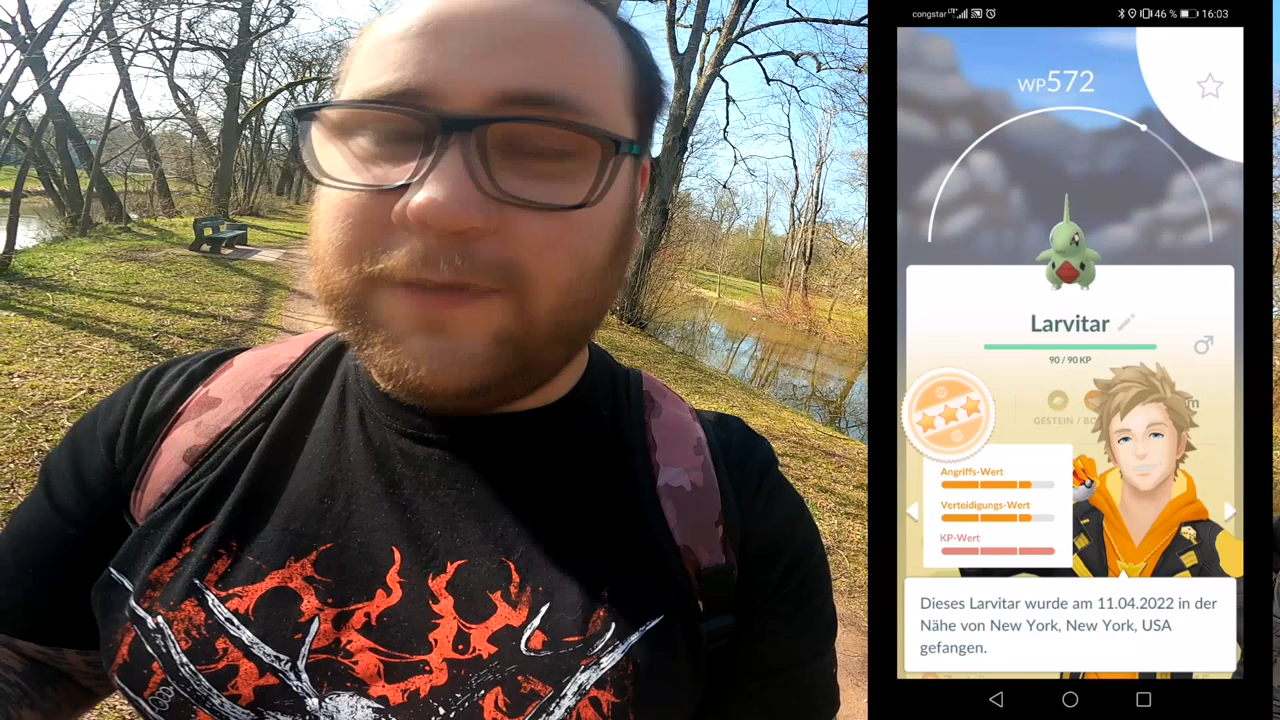 congstar 46 % 16:03
WP572
Larvitar
90 / 90 KP
m
GESTEIN / BO
Angriffs-Wert
Verteidigungs-Wert
KP-Wert
Dieses Larvitar wurde am 11.04.2022 in der
Nähe von New York, New York, USA
gefangen.